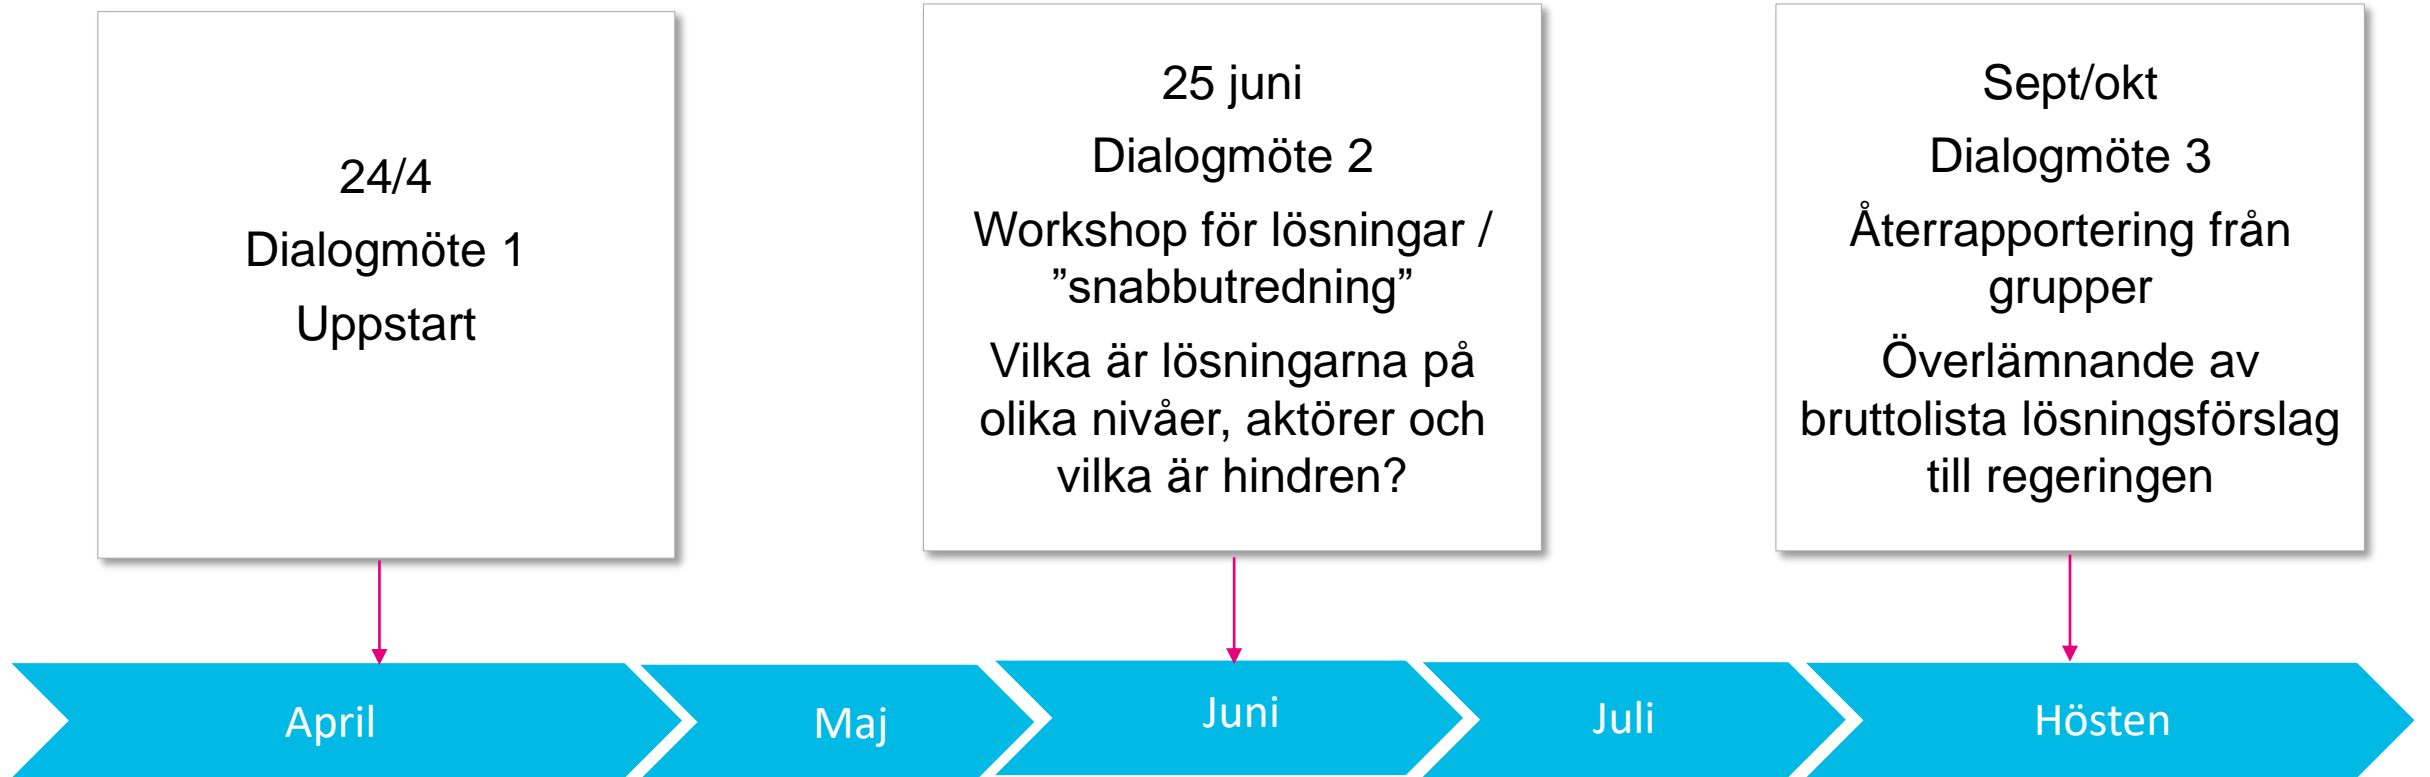 24/4
Dialogmöte 1
Uppstart
25 juni
Dialogmöte 2
Workshop för lösningar /
”snabbutredning”
Vilka är lösningarna på
olika nivåer, aktörer och
vilka är hindren?
Sept/okt
Dialogmöte 3
Återrapportering från
grupper
Överlämnande av
bruttolista lösningsförslag
till regeringen
April
Maj
Juni
Juli
Hösten